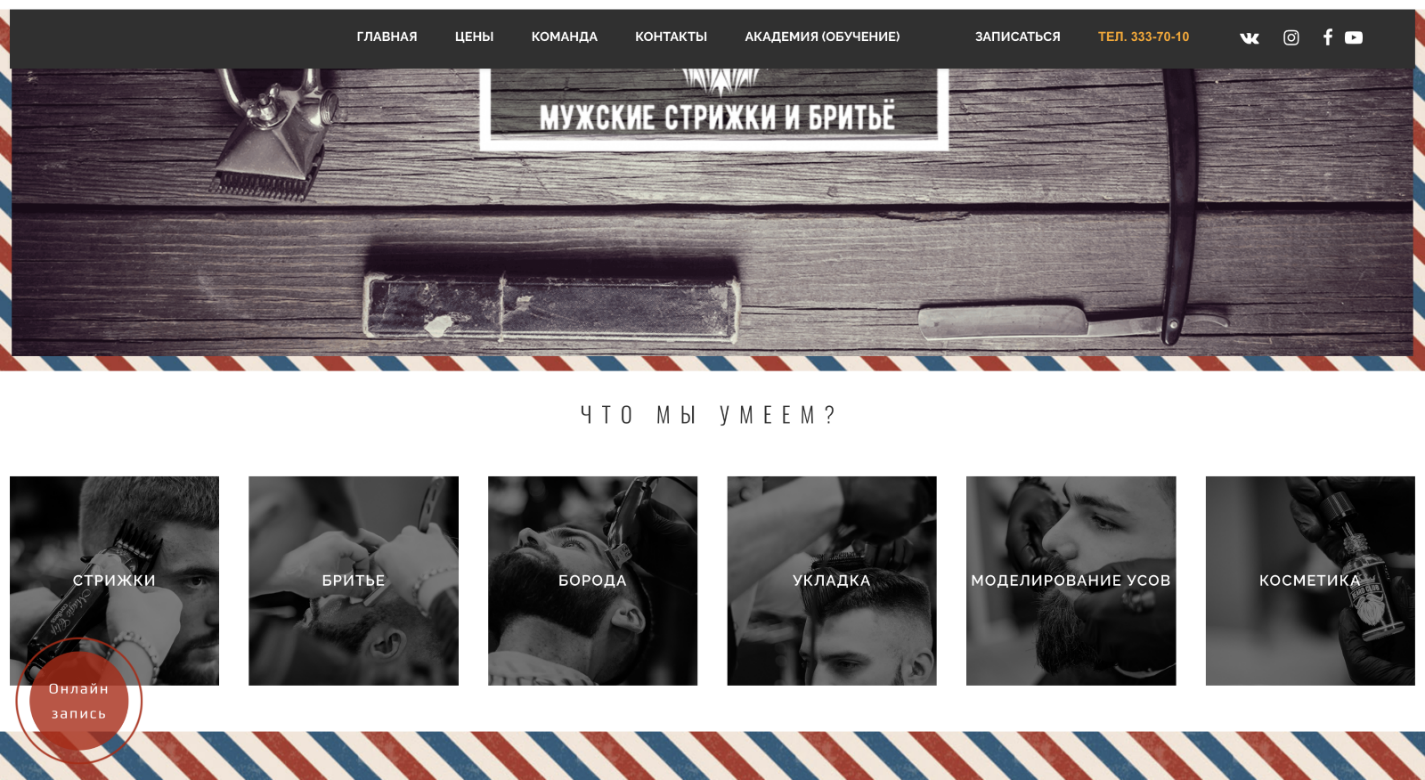 ГЛАВНАЯ ЦЕНЫ КОМАНДА КОНТАКТЫ АКАДЕМИЯ (ОБУЧЕНИЕ) ЗАПИСАТЬСЯ ТЕЛ. 333-70-10
МУЖСКИЕ СТРИЖКИ И БРИТЬЁ
ЧТО МЫ УМЕЕМ?
СТРИЖКИ БРИТЬЕ БОРОДА УКЛАДКА МОДЕЛИРОВАНИЕ УСОВ КОСМЕТИКА
Онлайн
запись